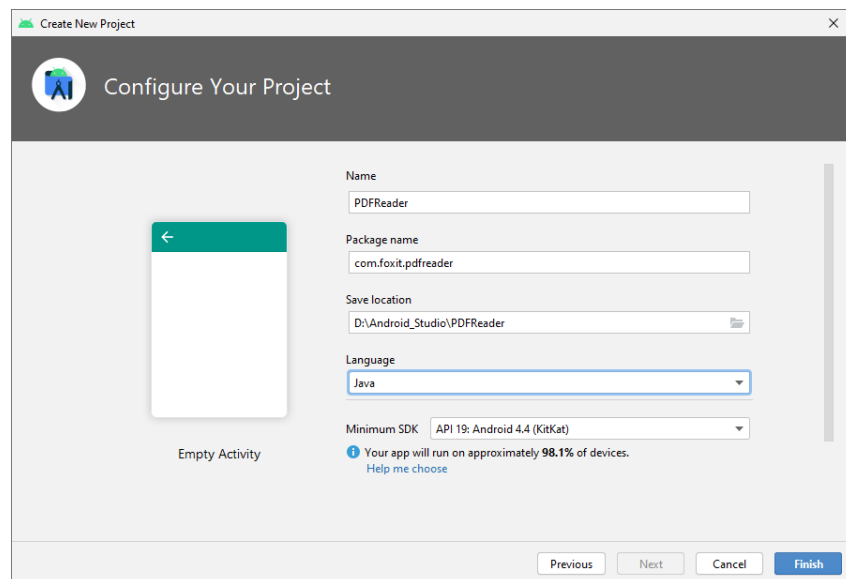 Create New Project
Configure Your Project
Name
PDFReader
Package name
com.foxit.pdfreader
Save location
D:\Android_Studio\PDFReader
Language
Java
Minimum SDK API 19: Android 4.4 (KitKat)
Your app will run on approximately 98.1% of devices.
Help me choose
Empty Activity
Previous Next Cancel Finish